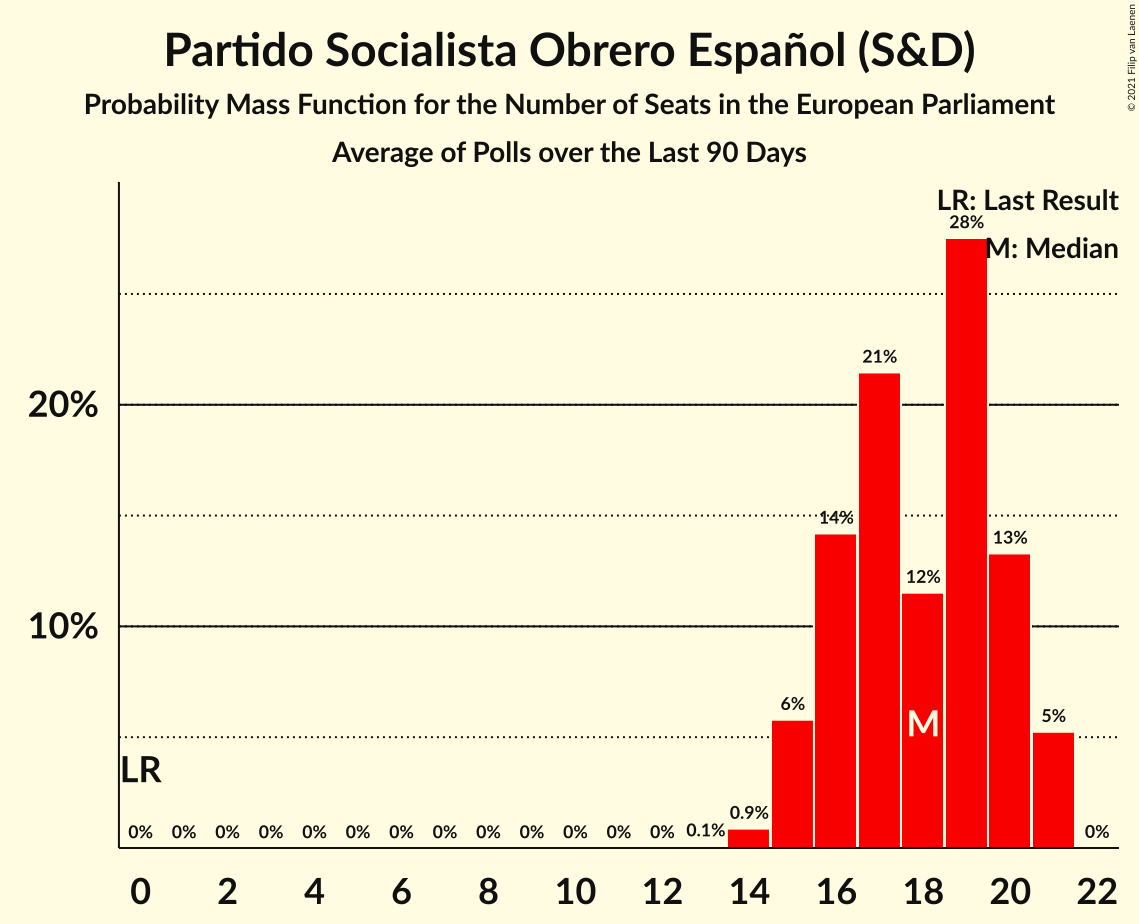 Partido Socialista Obrero Español (S&D)
Probability Mass Function for the Number of Seats in the European Parliament
Average of Polls over the Last 90 Days
© 2021 Filip van Laenen
LR: Last Result
M: Median
28%
21%
20%
14%
13%
12%
10%
6%
M
5%
LR
0% 0% 0% 0% 0% 0% 0% 0% 0% 0% 0% 0% 0% 0.1% 0.9% 0%
0 2 4 6 8 10 12 14 16 18 20 22